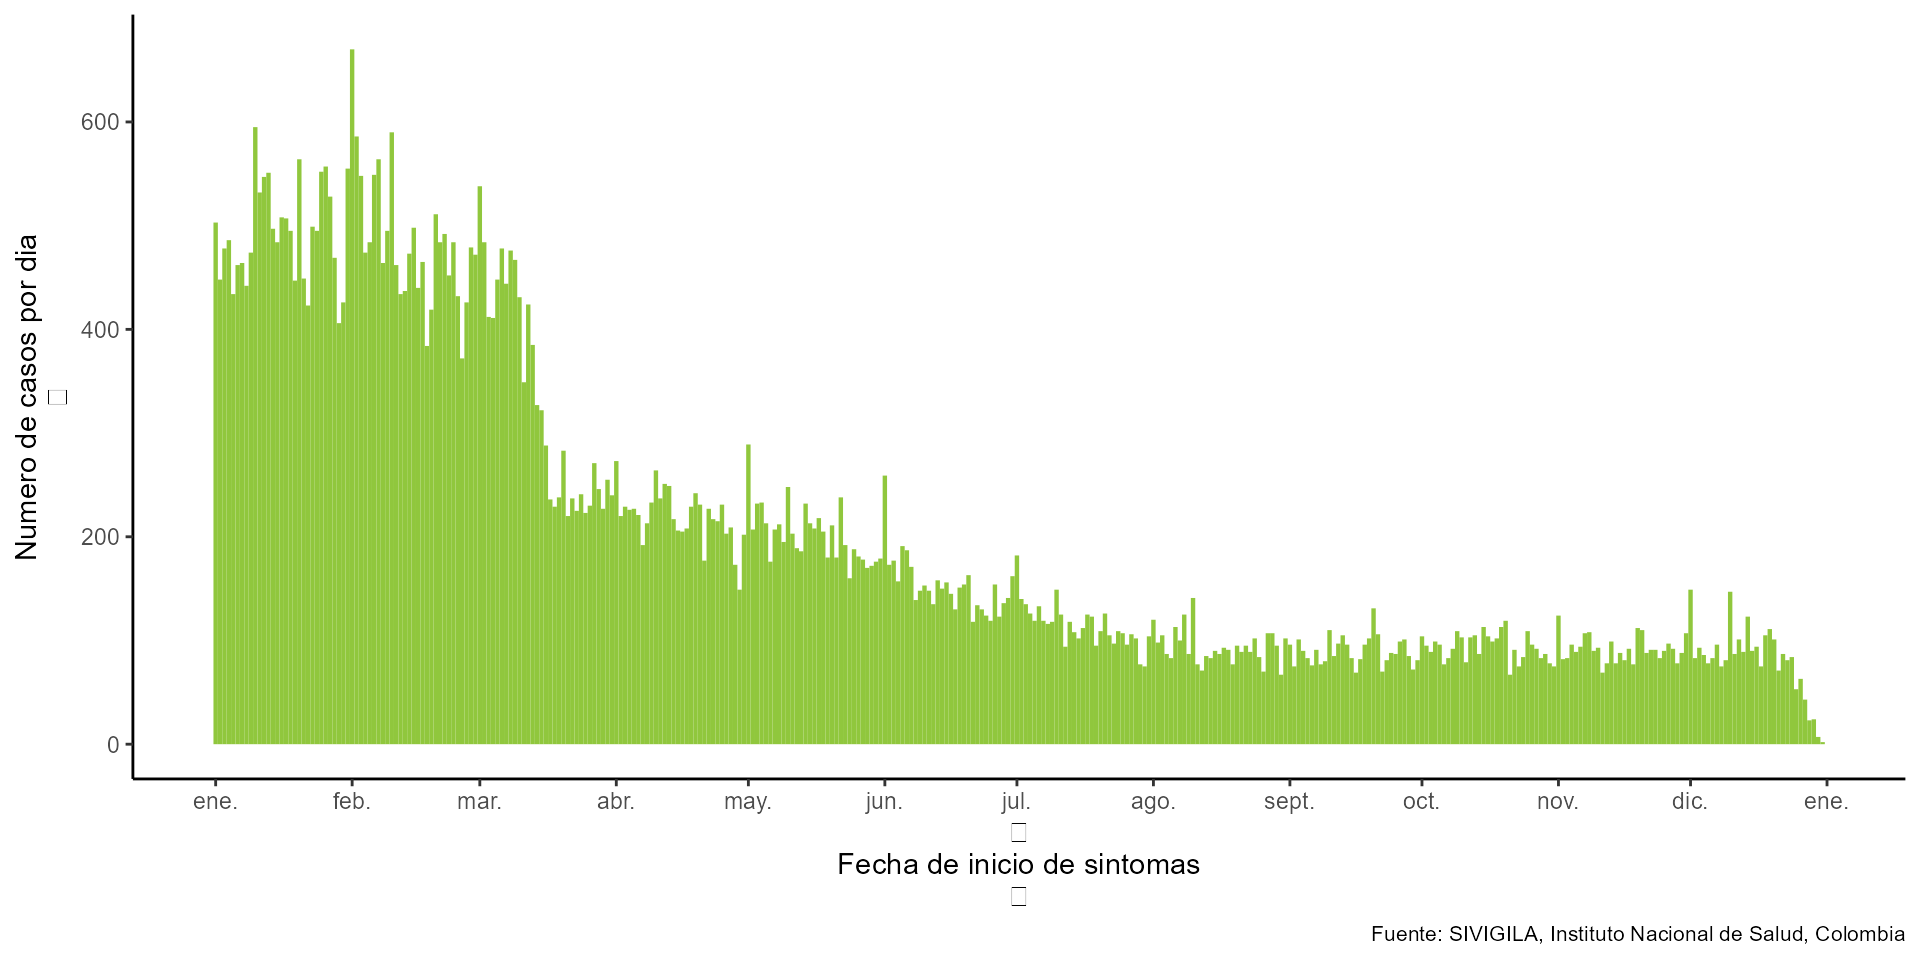 Numero de casos por dia
600
400
200
0
ene. feb. mar. abr. may. jun. jul. ago. sept. oct. nov. dic. ene.
Fecha de inicio de sintomas
Fuente: SIVIGILA, Instituto Nacional de Salud, Colombia